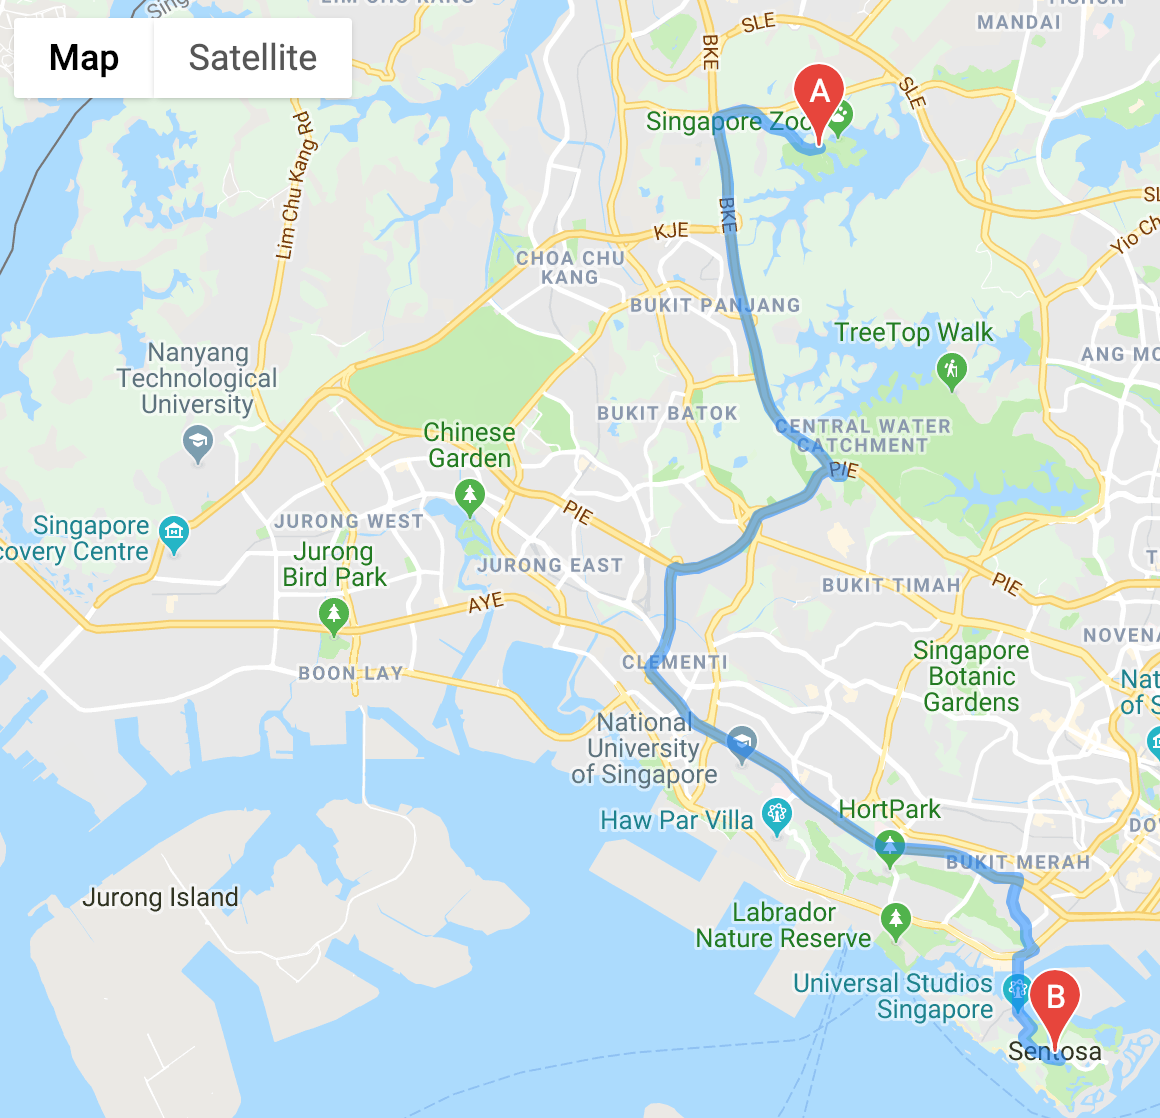 Map
Satellite
LIM CHU KANG
Sing
BKE
SLE
MANDAI
A
SLE
Singapore Zoo
Lim Chu Kang Rd
BKE
KJE
Yio Ch
CHOA CHU
KANG
BUKIT PANJANG
TreeTop Walk
Nanyang
Technological
University
ANG MO
BUKIT BATOK
Chinese
Garden
CENTRAL WATER
CATCHMENT
PIE
PIE
JURONG WEST
Singapore
covery Centre
Jurong
Bird Park
JURONG EAST
BUKIT TIMAH
PIE
AYE
NOVENA
CLEMENTI
Singapore
Botanic
Gardens
BOON LAY
Nat
of S
National
University
of Singapore
HortPark
Haw Par Villa
DO
BUKIT MERAH
Jurong Island
Labrador
Nature Reserve
Universal Studios
Singapore
B
Sentosa